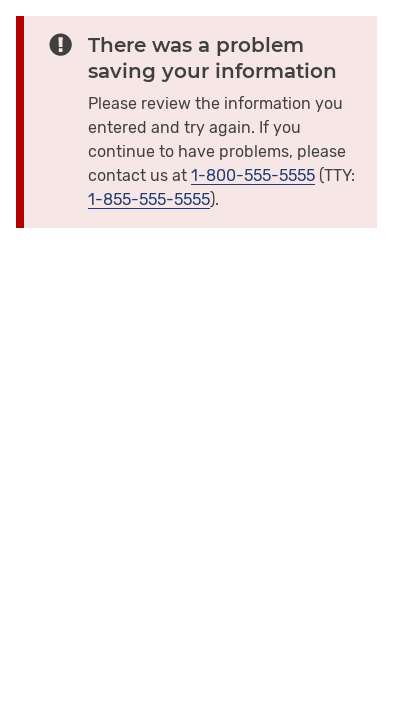 There was a problem
saving your information
Please review the information you
entered and try again. If you
continue to have problems, please
contact us at 1-800-555-5555 (TTY:
1-855-555-5555).